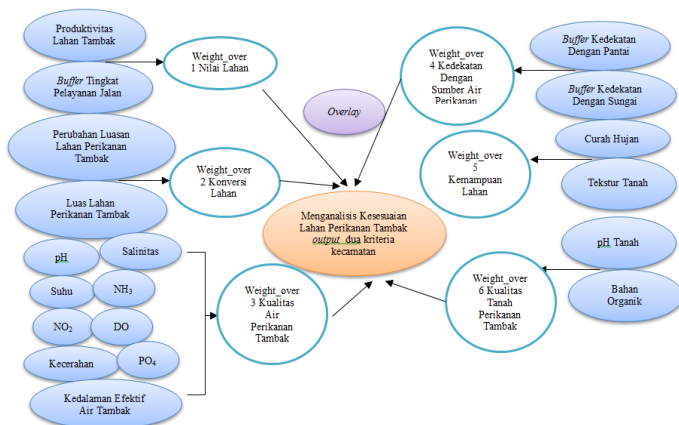 Produktivitas
Lahan Tambak
Buffer Tingkat
Pelayanan Jalan
Perubahan Luasan
Lahan Perikanan
Tambak
Luas Lahan
Perikanan Tambak
pH
Salinitas
Suhu
NH3
NO2
DO
Kecerahan
PO4
Kedalaman Efektif
Air Tambak
Weight_over
1 Nilai Lahan
Weight_over
2 Konversi
Lahan
Weight_over
3 Kualitas
Air
Perikanan
Tambak
Overlay
Menganalisis Kesesuaian
Lahan Perikanan Tambak
output dua kriteria
kecamatan
Weight_over
4 Kedekatan
Dengan
Sumber Air
Perikanan
Weight_over
5
Kemampuan
Lahan
Weight_over
6 Kualitas
Tanah
Perikanan
Tambak
Buffer Kedekatan
Dengan Pantai
Buffer Kedekatan
Dengan Sungai
Curah Hujan
Tekstur Tanah
pH Tanah
Bahan
Organik